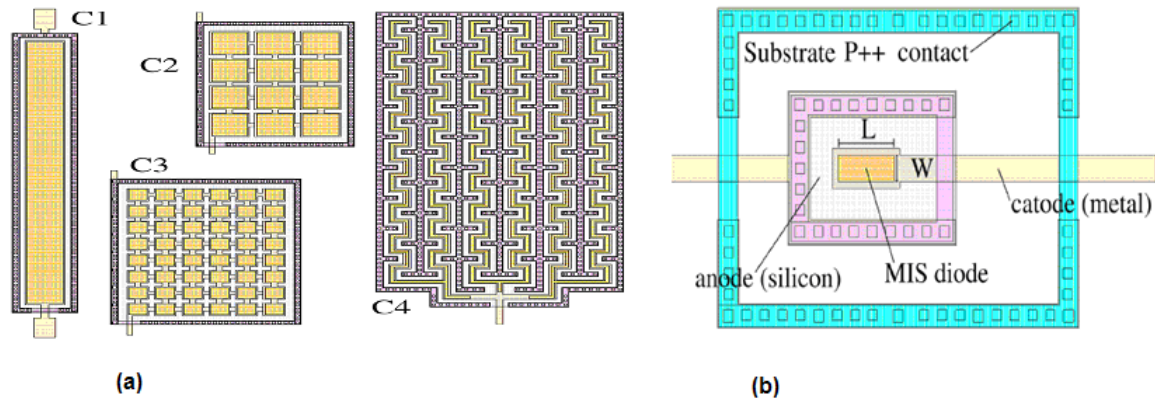 C1
C2
C3
C4
(a)
Substrate P++ contact
L
W
catode (metal)
anode (silicon)
MIS diode
(b)